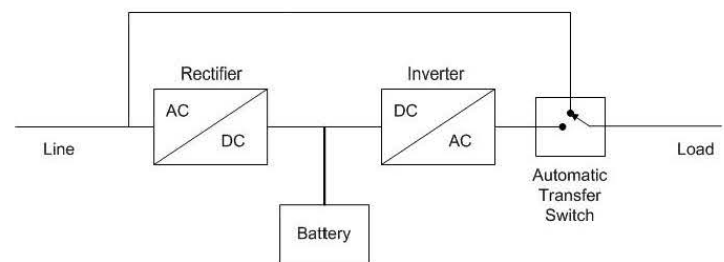 Rectifier
Inverter
AC
DC
DC
AC
Line
Load
Automatic
Transfer
Switch
Battery